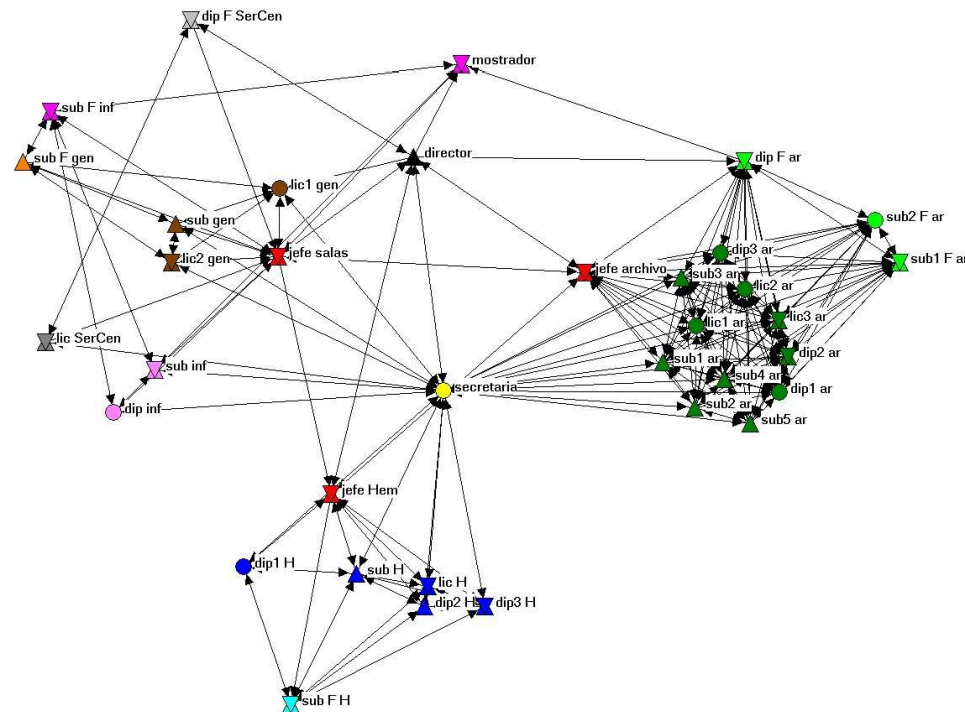 dip F SerCen
mostrador
sub F inf
sub F gen
director
dip F ar
lic1 gen
sub gen
sub2 F ar
lic2 gen
jefe salas
dip3 ar
sub1 F ar
jefe archivo
sub3 ar
lic2 ar
lic3 ar
lic1 ar
lic SerCen
dip2 ar
sub1 ar
sub inf
sub4 ar
secretaria
dip1 ar
dip inf
sub2 ar
sub5 ar
jefe Hem
dip1 H
sub H
lic H
dip2 H
dip3 H
sub F H